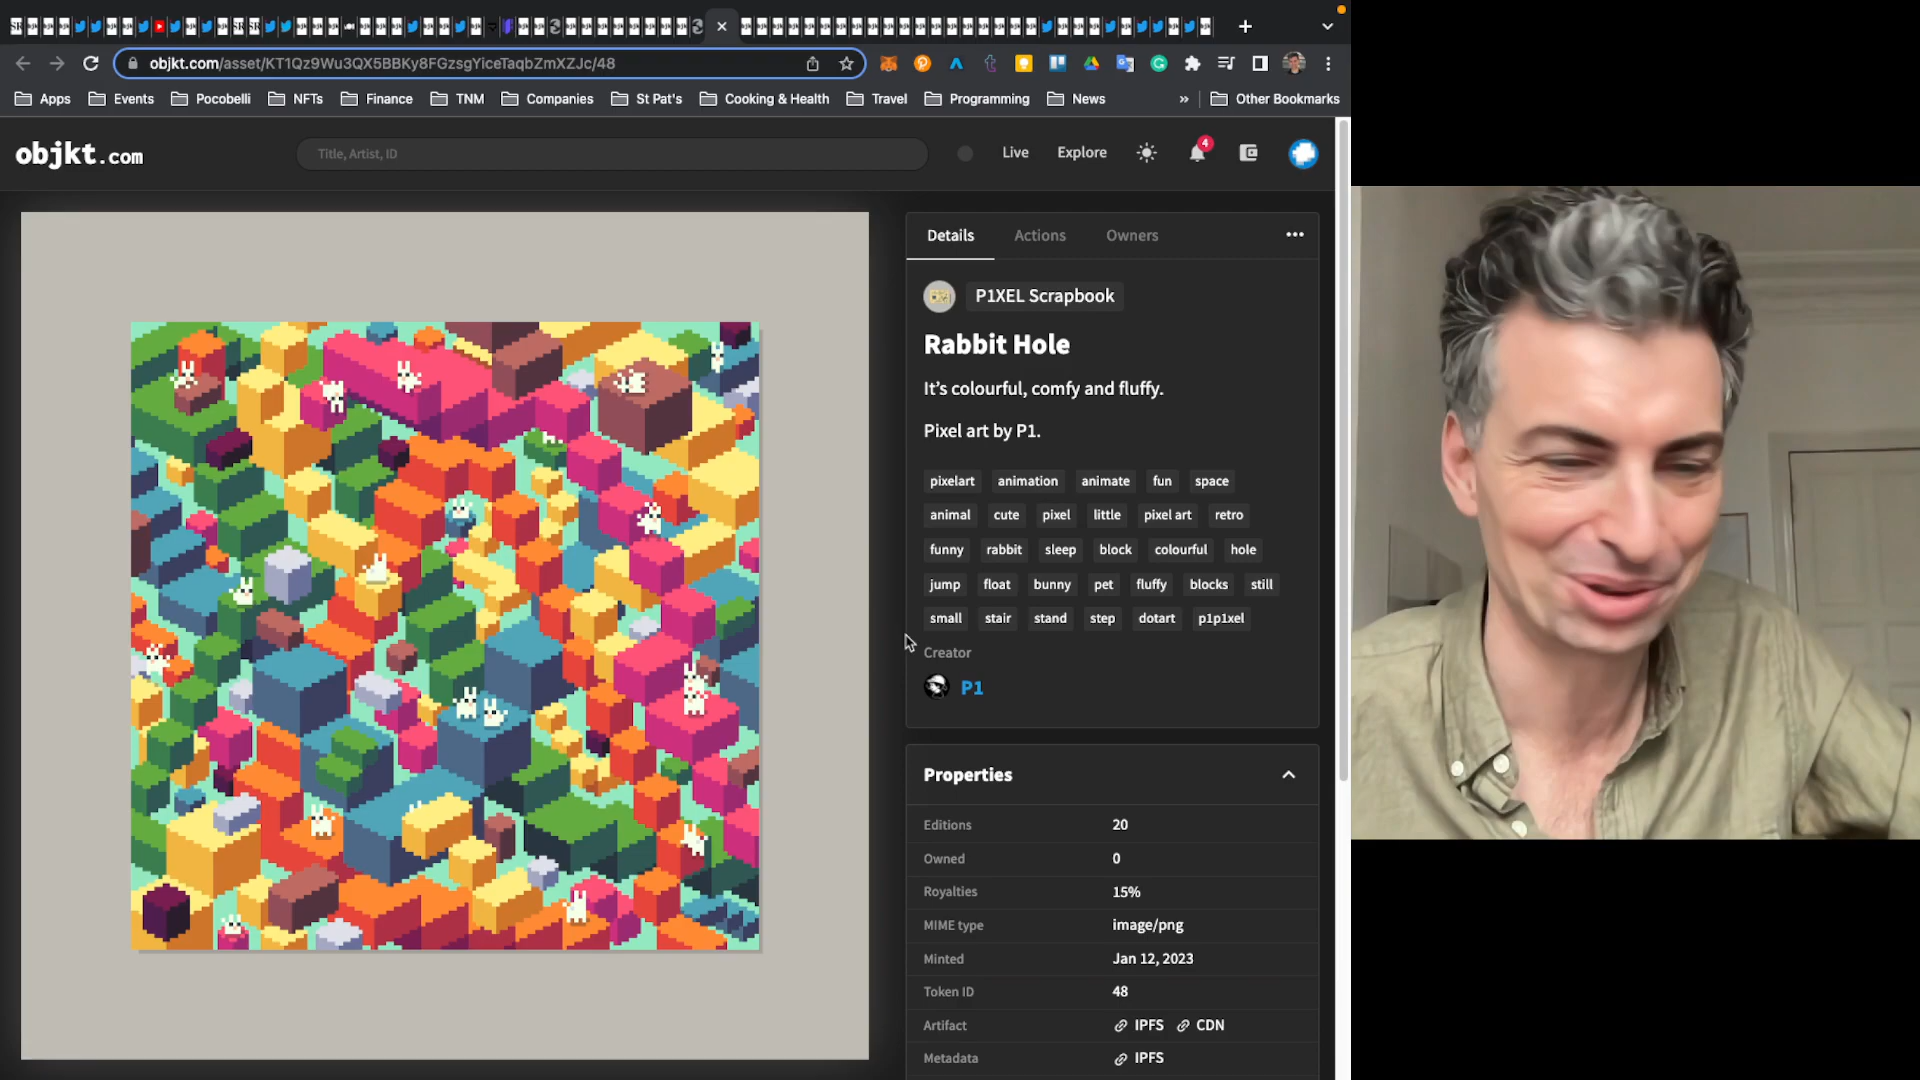 objkt.com/asset/KT1Qz9Wu3QX5BBKy8FGzsgYiceTaqbZmXZJc/48
Apps Events Pocobelli NFTs Finance TNM Companies St Pat's Cooking & Health Travel Programming News » Other Bookmarks
objkt.com Title, Artist, ID Live Explore 4
Details Actions Owners
P1XEL Scrapbook
Rabbit Hole
It's colourful, comfy and fluffy.
Pixel art by P1.
pixelart animation animate fun space
animal cute pixel little pixel art retro
funny rabbit sleep block colourful hole
jump float bunny pet fluffy blocks still
small stair stand step dotart p1p1xel
Creator
P1
Properties
Editions 20
Owned 0
Royalties 15%
MIME type image/png
Minted Jan 12, 2023
Token ID 48
Artifact IPFS CDN
Metadata IPFS